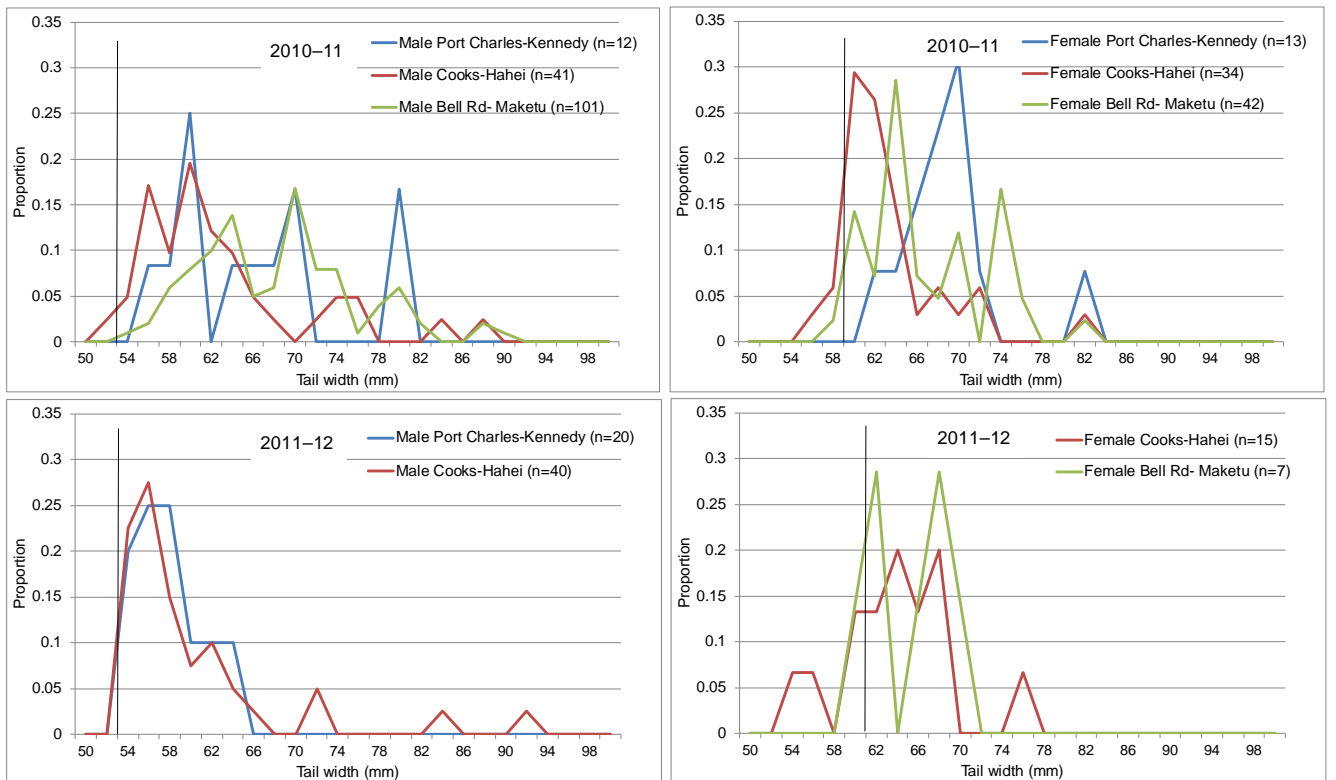 2010–11
Male Port Charles-Kennedy (n=12)
Male Cooks-Hahei (n=41)
Male Bell Rd- Maketu (n=101)
Proportion
0.35
0.3
0.25
0.2
0.15
0.1
0.05
0
50 54 58 62 66 70 74 78 82 86 90 94 98
Tail width (mm)
2010–11
Female Port Charles-Kennedy (n=13)
Female Cooks-Hahei (n=34)
Female Bell Rd- Maketu (n=42)
Proportion
0.35
0.3
0.25
0.2
0.15
0.1
0.05
0
50 54 58 62 66 70 74 78 82 86 90 94 98
Tail width (mm)
2011–12
Male Port Charles-Kennedy (n=20)
Male Cooks-Hahei (n=40)
Proportion
0.35
0.3
0.25
0.2
0.15
0.1
0.05
0
50 54 58 62 66 70 74 78 82 86 90 94 98
Tail width (mm)
2011–12
Female Cooks-Hahei (n=15)
Female Bell Rd- Maketu (n=7)
Proportion
0.35
0.3
0.25
0.2
0.15
0.1
0.05
0
50 54 58 62 66 70 74 78 82 86 90 94 98
Tail width (mm)